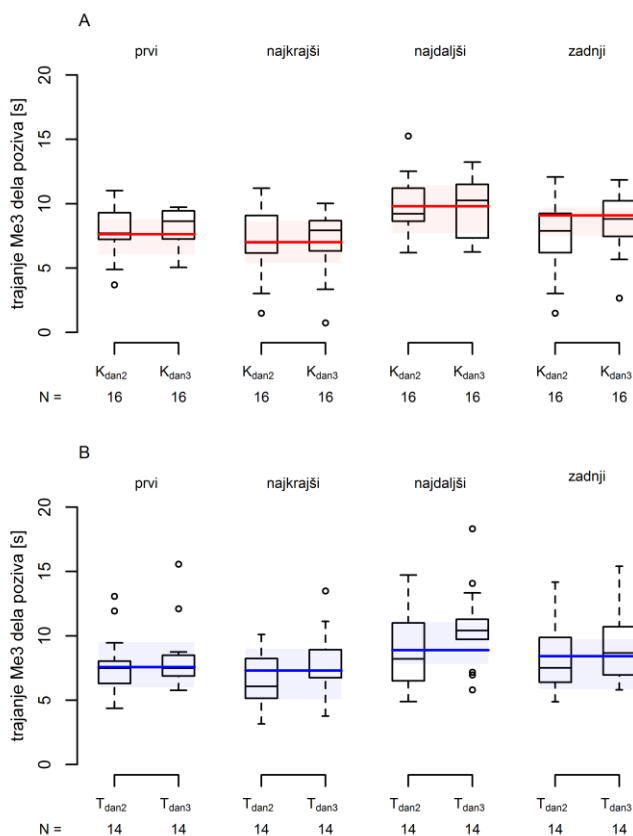 A
prvi najkrajši najdaljši zadnji
trajanje Me3 dela poziva [s]
20
15
10
5
0
Kdan2 Kdan3 Kdan2 Kdan3 Kdan2 Kdan3 Kdan2 Kdan3
N = 16 16 16 16 16 16 16 16
B
prvi najkrajši najdaljši zadnji
trajanje Me3 dela poziva [s]
20
15
10
5
0
Tdan2 Tdan3 Tdan2 Tdan3 Tdan2 Tdan3 Tdan2 Tdan3
N = 14 14 14 14 14 14 14 14